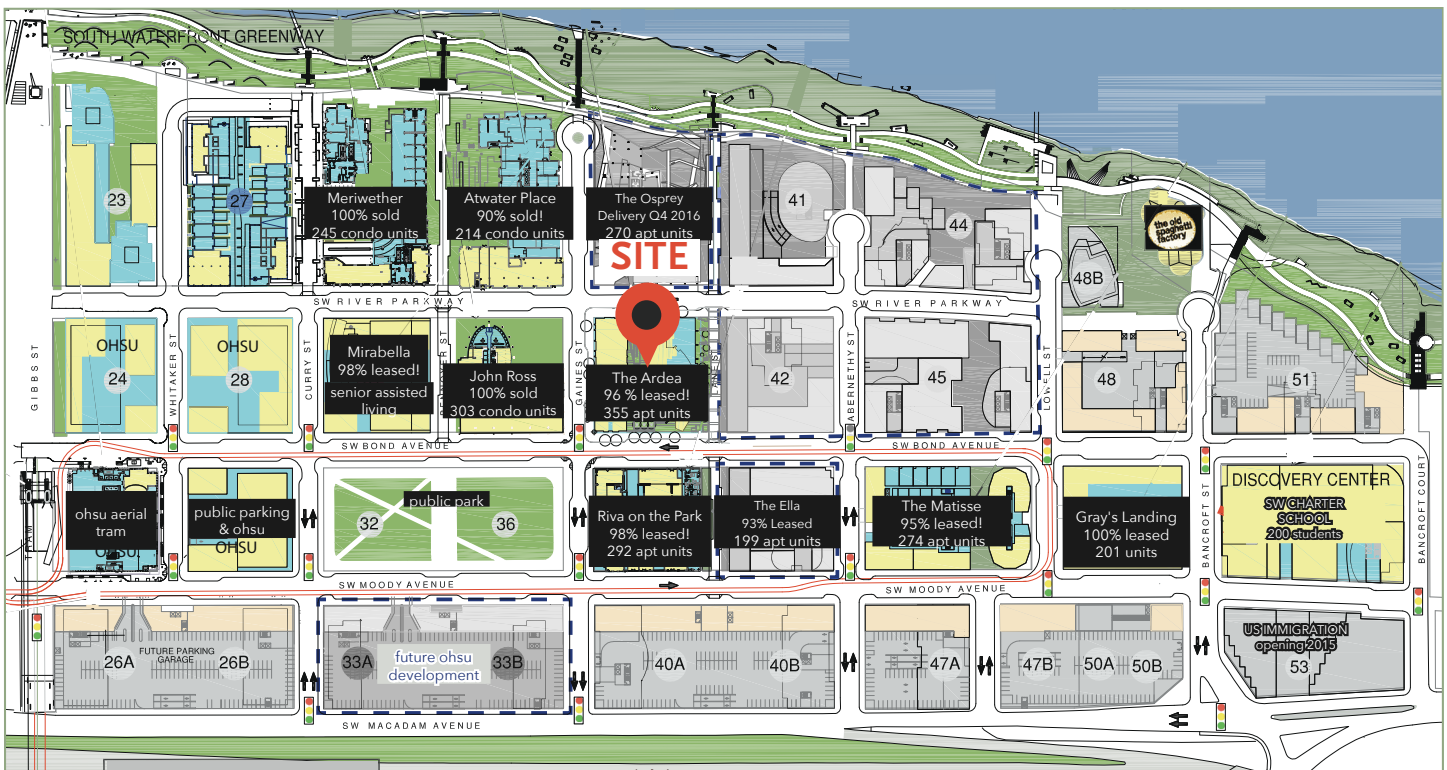 SOUTH WATERFRONT GREENWAY
23
27
Meriwether
100% sold
245 condo units
Atwater Place
90% sold!
214 condo units
The Osprey
Delivery Q4 2016
270 apt units
SITE
41
44
48B
the old
spaghetti
factory
SW RIVER PARKWAY
SW RIVER PARKWAY
GIBBS ST
OHSU
24
WHITAKER ST
OHSU
28
CURRY ST
Mirabella
98% leased!
senior assisted
living
John Ross
100% sold
303 condo units
GAINES ST
The Ardea
96 % leased!
355 apt units
42
ABERNETHY ST
45
LOWELL ST
48
51
SW BOND AVENUE
SW BOND AVENUE
ohsu aerial
tram
OHSU
public parking
& ohsu
OHSU
public park
32
36
Riva on the Park
98% leased!
292 apt units
The Ella
93% Leased
199 apt units
The Matisse
95% leased!
274 apt units
Gray's Landing
100% leased
201 units
BANCROFT ST
DISCOVERY CENTER
SW CHARTER
SCHOOL
200 students
BANCROFT COURT
SW MOODY AVENUE
SW MOODY AVENUE
FUTURE PARKING
GARAGE
26A
26B
33A
future ohsu
development
33B
40A
40B
47A
47B
50A
50B
US IMMIGRATION
opening 2015
53
SW MACADAM AVENUE